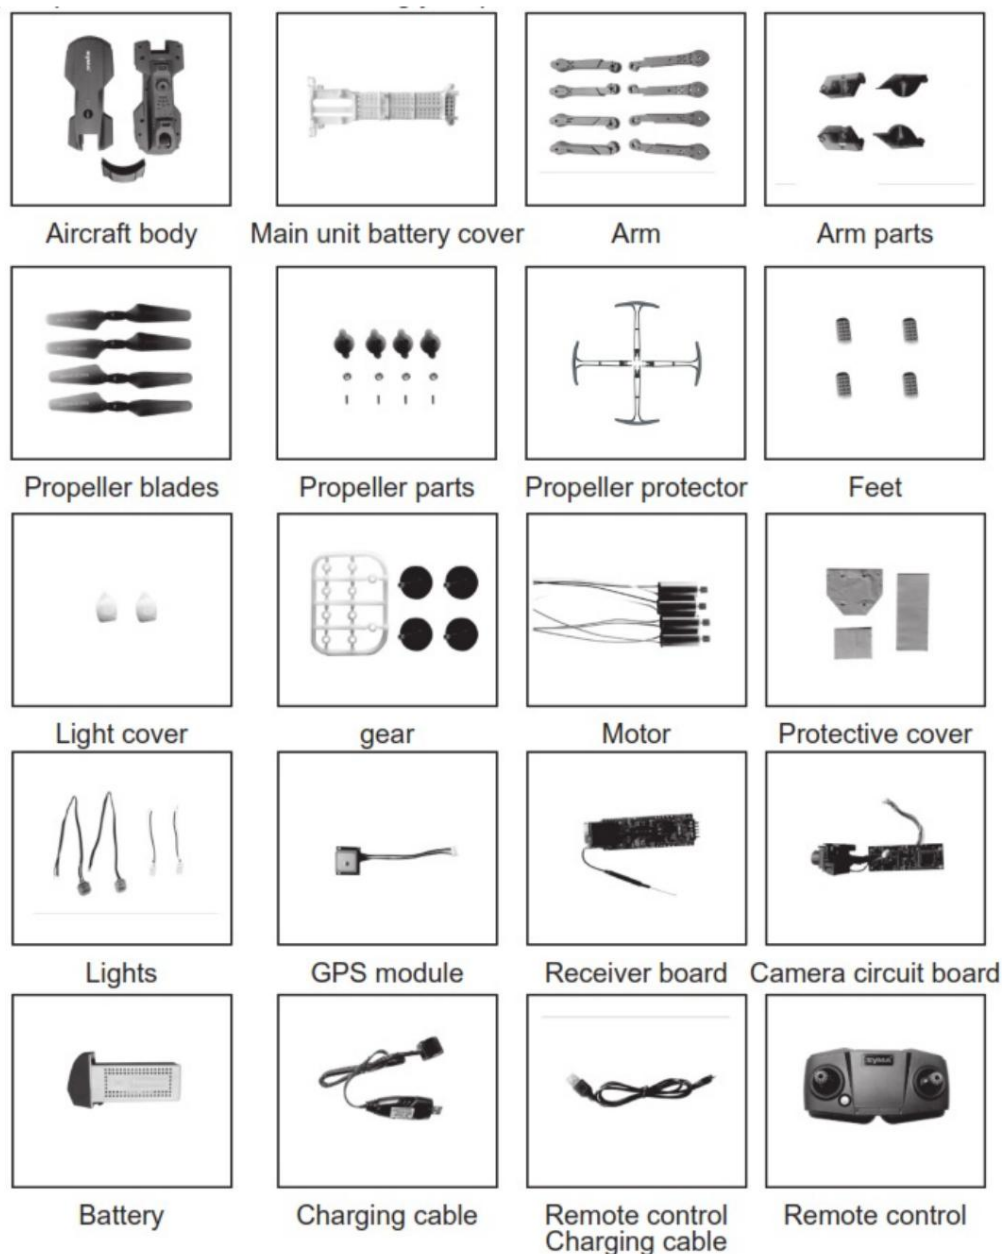 Aircraft body
Main unit battery cover
Arm
Arm parts
Propeller blades
Propeller parts
Propeller protector
Feet
Light cover
gear
Motor
Protective cover
Lights
GPS module
Receiver board
Camera circuit board
Battery
Charging cable
Remote control
Charging cable
Remote control
SYMA